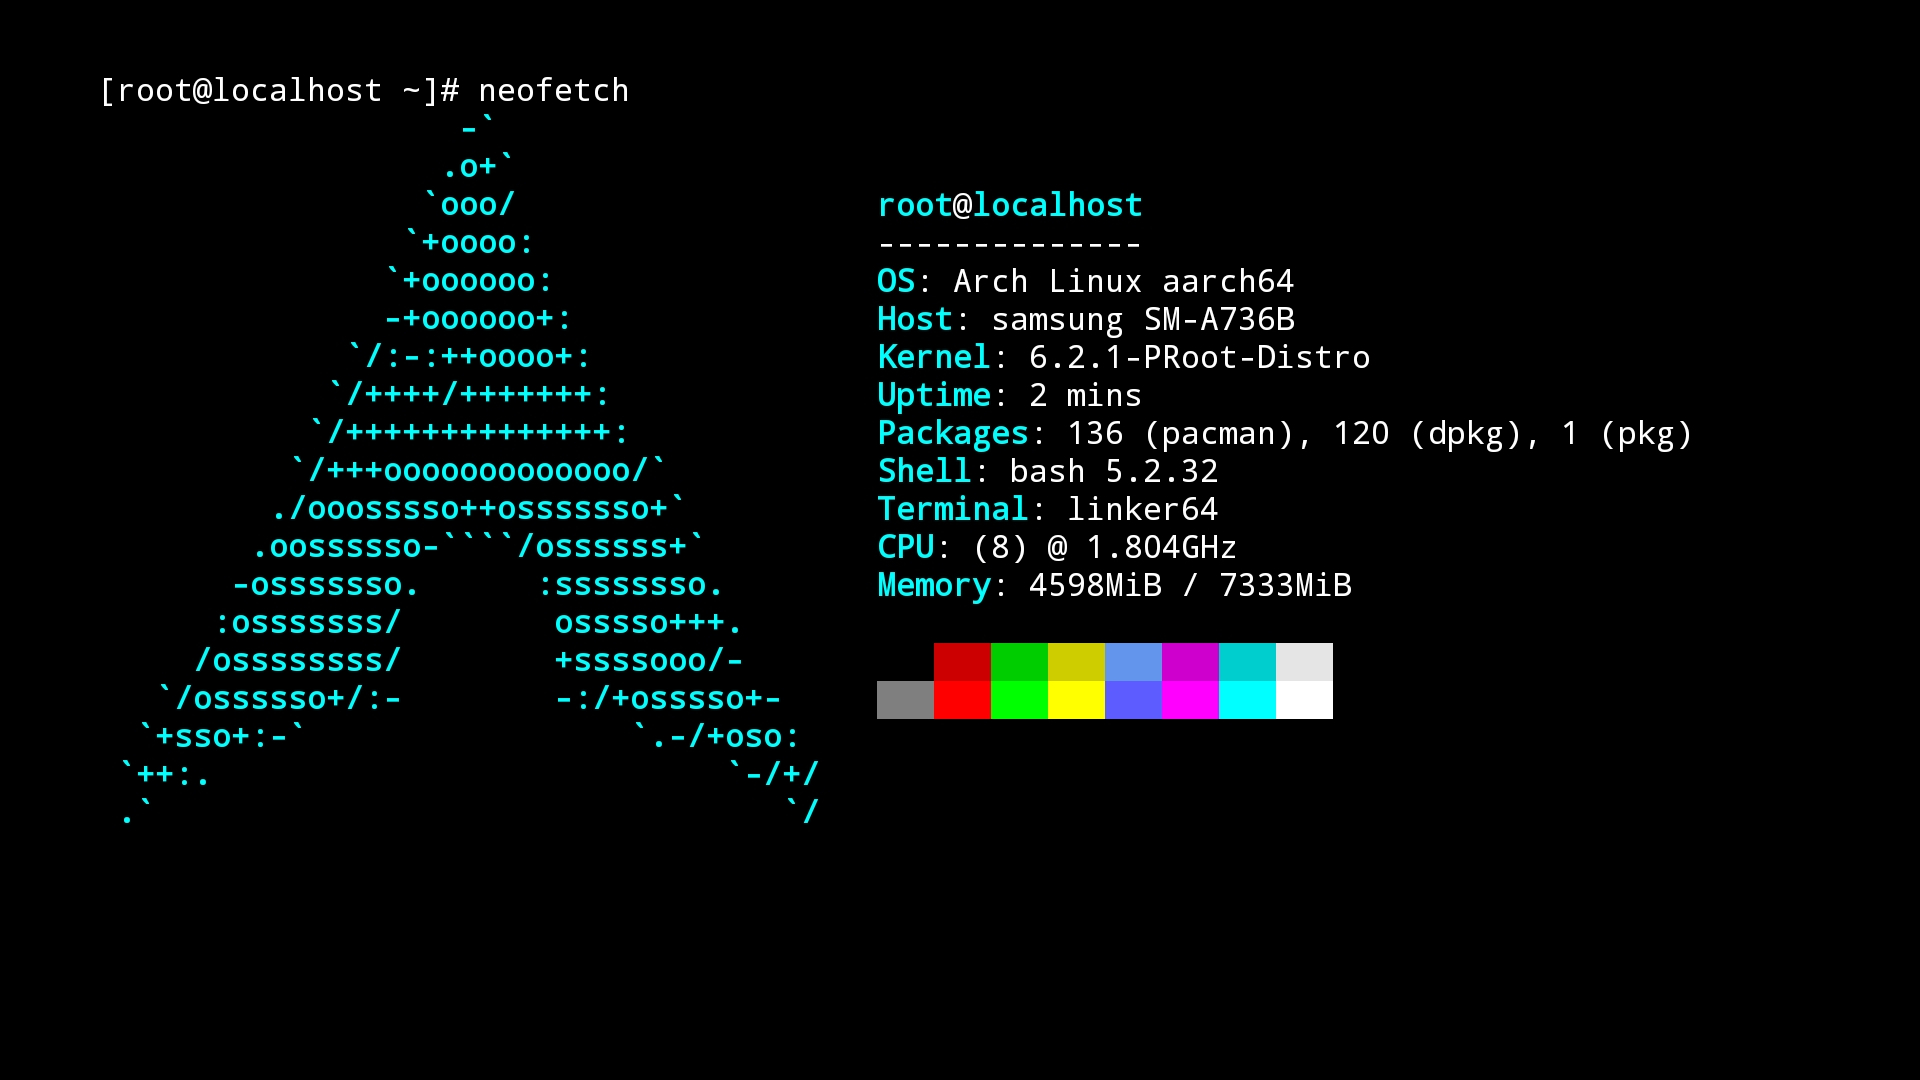 [root@localhost ~]# neofetch
                   -`
                  .o+`
                 `ooo/                   root@localhost
                `+oooo:                  --------------
               `+oooooo:                 OS: Arch Linux aarch64
               -+oooooo+:                Host: samsung SM-A736B
             `/:-:++oooo+:               Kernel: 6.2.1-PRoot-Distro
            `/++++/+++++++:              Uptime: 2 mins
           `/++++++++++++++:             Packages: 136 (pacman), 120 (dpkg), 1 (pkg)
          `/+++ooooooooooooo/`           Shell: bash 5.2.32
         ./ooosssso++osssssso+`          Terminal: linker64
        .oossssso-````/ossssss+`         CPU: (8) @ 1.804GHz
       -osssssso.      :ssssssso.        Memory: 4598MiB / 7333MiB
      :osssssss/        osssso+++.
     /ossssssss/        +ssssooo/-
   `/ossssso+/:-        -:/+osssso+-
  `+sso+:-`                 `.-/+oso:
 `++:.                           `-/+/
 .`                                 `/